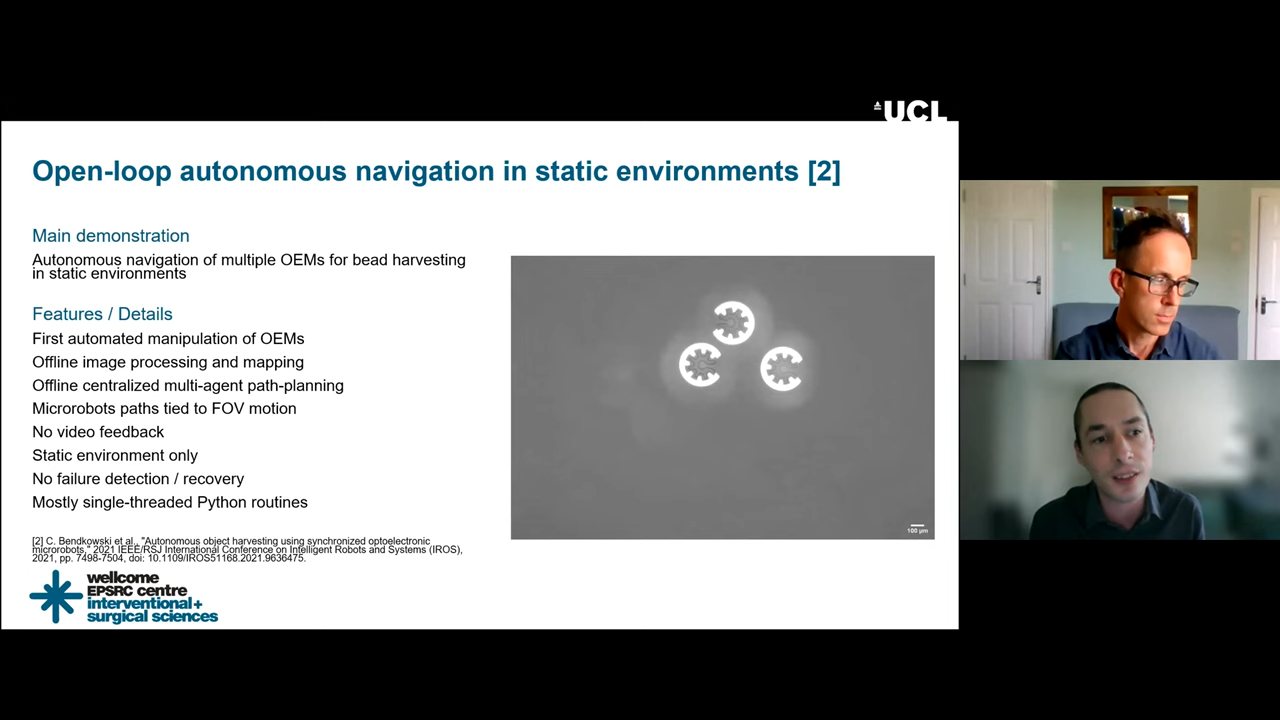 UCL
Open-loop autonomous navigation in static environments [2]
Main demonstration
Autonomous navigation of multiple OEMs for bead harvesting
in static environments
Features / Details
First automated manipulation of OEMs
Offline image processing and mapping
Offline centralized multi-agent path-planning
Microrobots paths tied to FOV motion
No video feedback
Static environment only
No failure detection / recovery
Mostly single-threaded Python routines
100 µm
[2] C. Bendkowski et al., "Autonomous object harvesting using synchronized optoelectronic
microrobots," 2021 IEEE/RSJ International Conference on Intelligent Robots and Systems (IROS),
2021, pp. 7498-7504, doi: 10.1109/IROS51168.2021.9636475.
wellcome
EPSRC centre
interventional+
surgical sciences